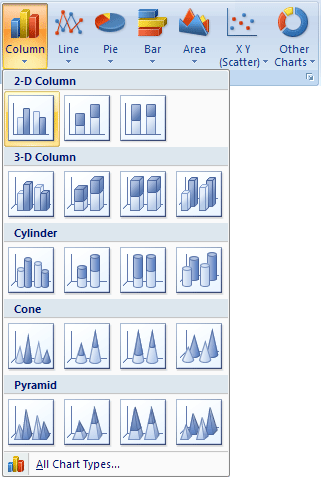 Column Line Pie Bar Area X Y Other
(Scatter) Charts
2-D Column
3-D Column
Cylinder
Cone
Pyramid
All Chart Types...